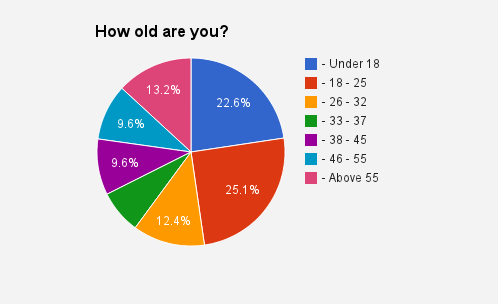 How old are you?
- Under 18
- 18 - 25
- 26 - 32
- 33 - 37
- 38 - 45
- 46 - 55
- Above 55
13.2%
22.6%
9.6%
9.6%
25.1%
12.4%